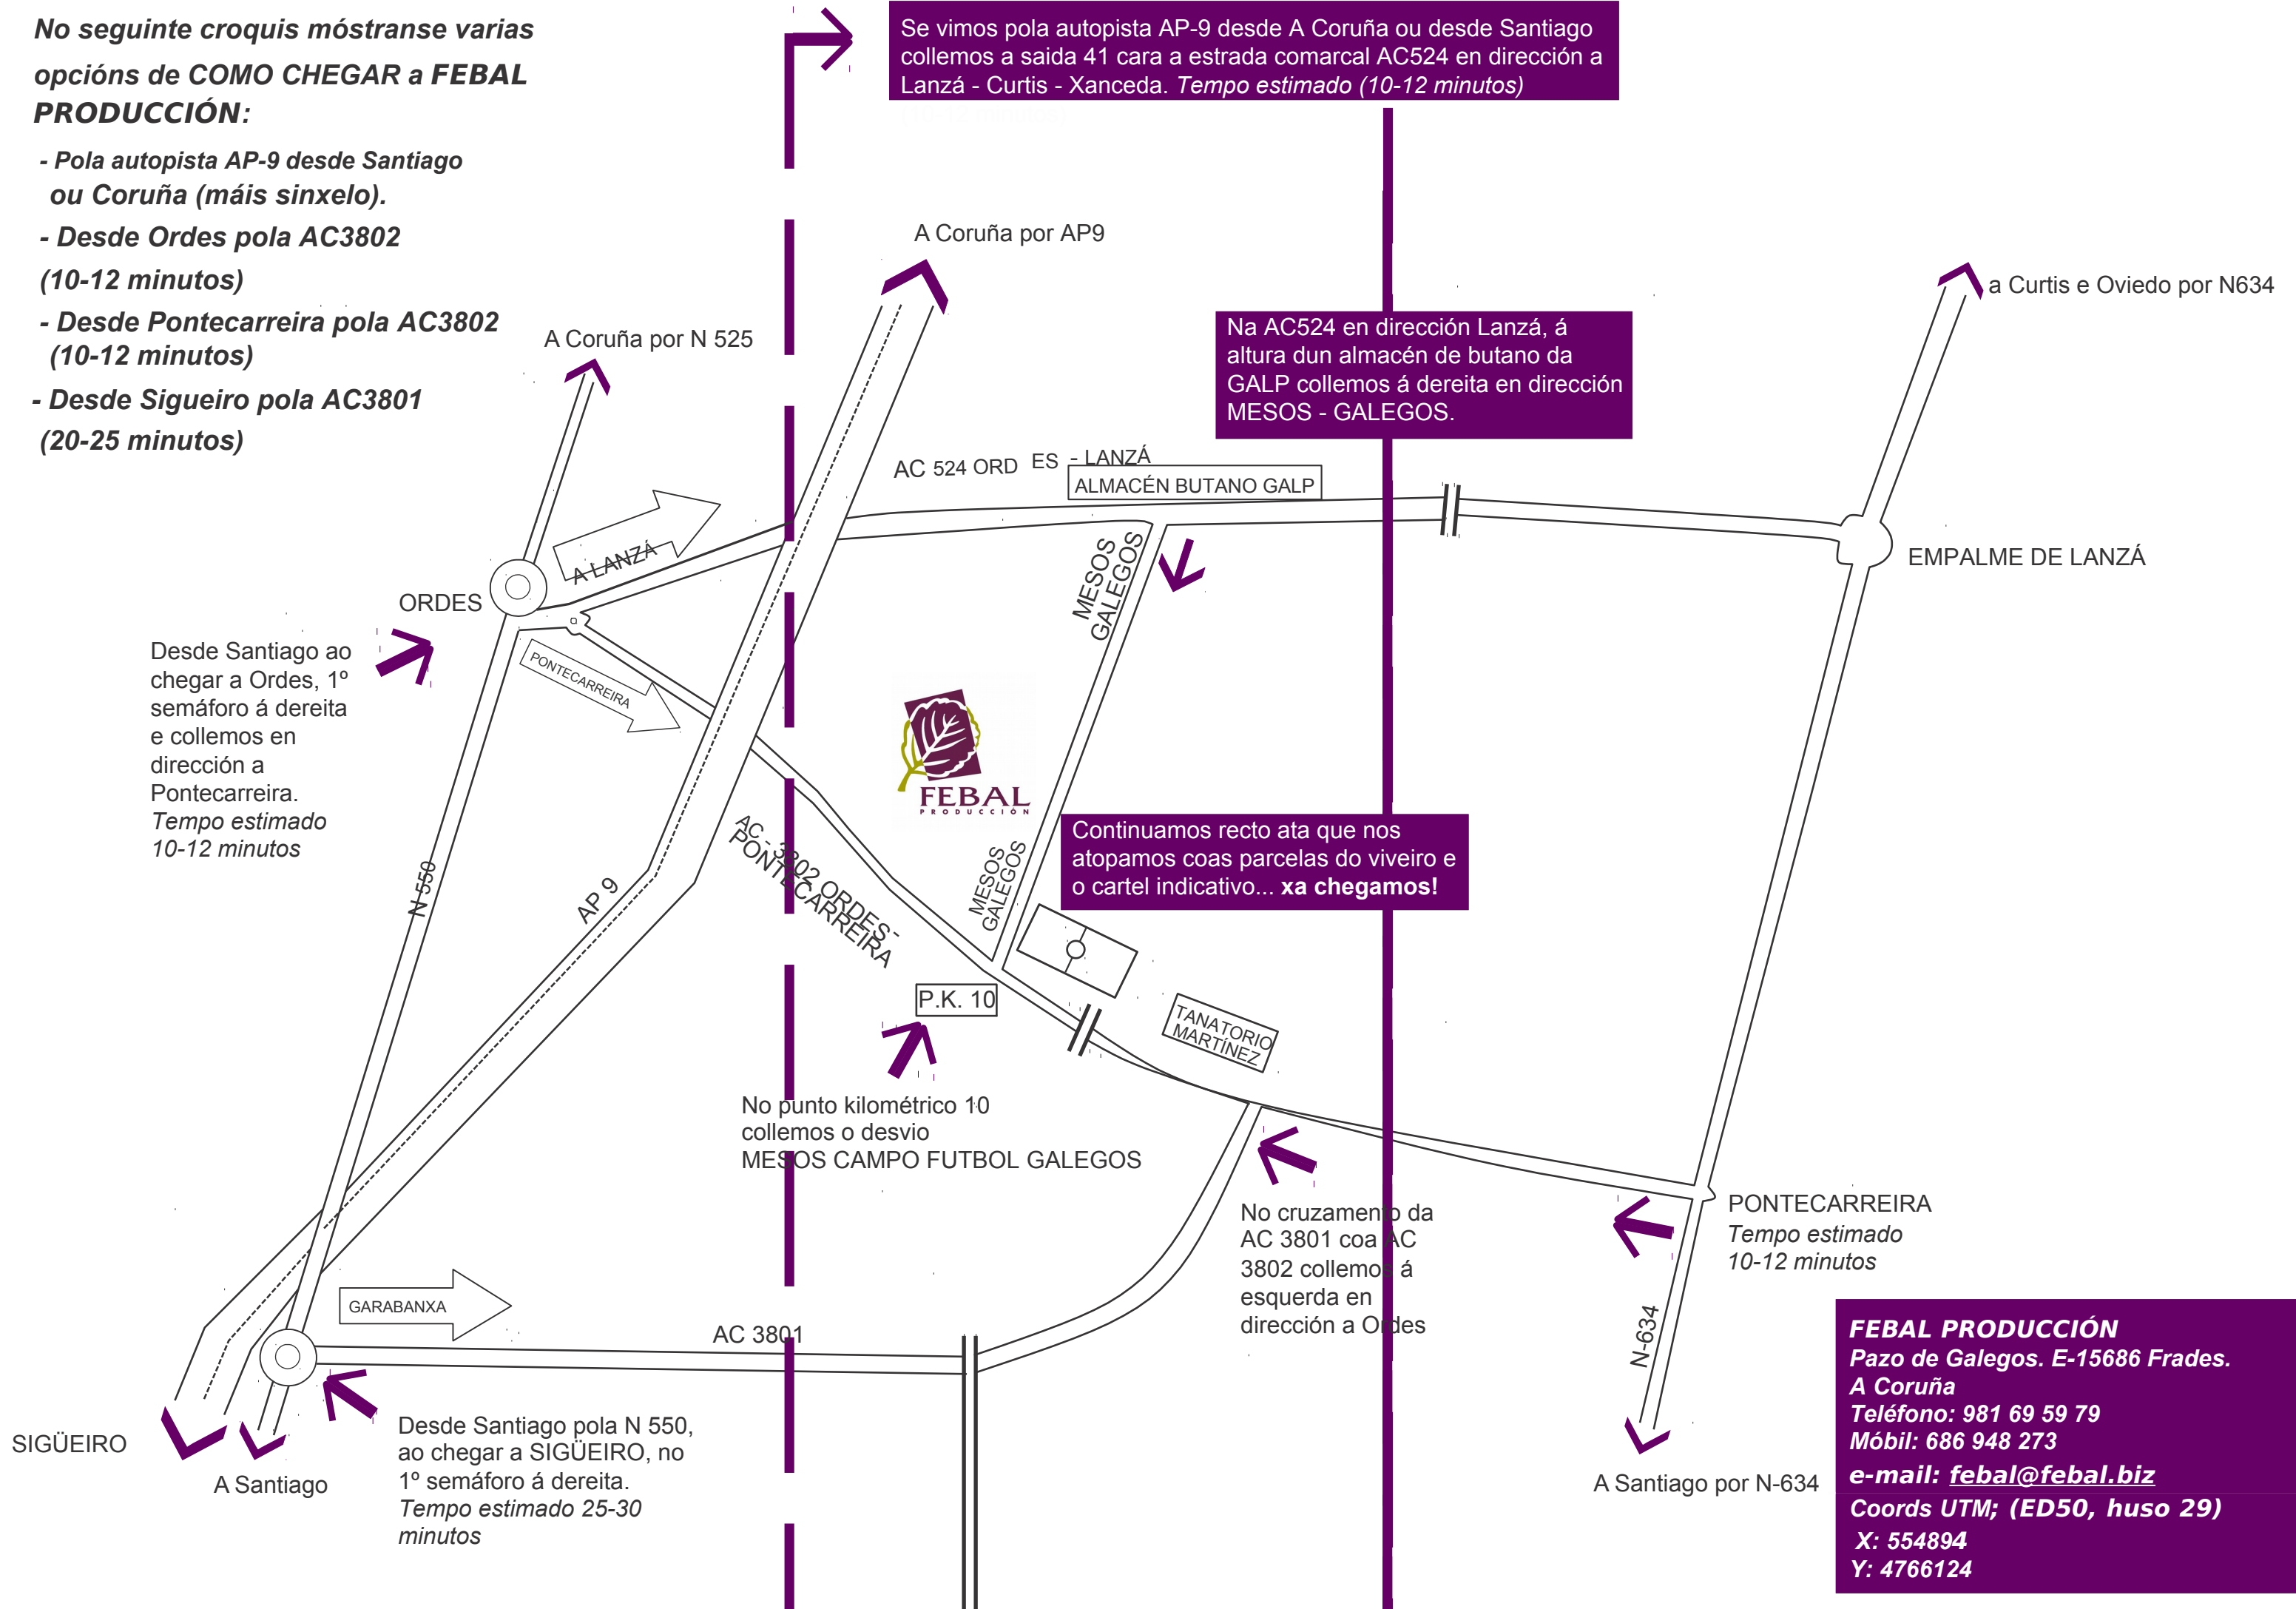 No seguinte croquis móstranse varias
opcións de COMO CHEGAR a FEBAL
PRODUCCIÓN:
- Pola autopista AP-9 desde Santiago
ou Coruña (máis sinxelo).
- Desde Ordes pola AC3802
(10-12 minutos)
- Desde Pontecarreira pola AC3802
(10-12 minutos)
- Desde Sigueiro pola AC3801
(20-25 minutos)
Se vimos pola autopista AP-9 desde A Coruña ou desde Santiago
collemos a saida 41 cara a estrada comarcal AC524 en dirección a
Lanzá - Curtis - Xanceda. Tempo estimado (10-12 minutos)
A Coruña por AP9
a Curtis e Oviedo por N634
A Coruña por N 525
Na AC524 en dirección Lanzá, á
altura dun almacén de butano da
GALP collemos á dereita en dirección
MESOS - GALEGOS.
AC 524 ORD ES - LANZÁ
ALMACÉN BUTANO GALP
A LANZÁ
ORDES
MESOS
GALEGOS
EMPALME DE LANZÁ
PONTECARREIRA
Desde Santiago ao
chegar a Ordes, 1º
semáforo á dereita
e collemos en
dirección a
Pontecarreira.
Tempo estimado
10-12 minutos
FEBAL
PRODUCCIÓN
N 550
AP 9
AC - 3802 ORDES -
PONTECARREIRA
MESOS
GALEGOS
Continuamos recto ata que nos
atopamos coas parcelas do viveiro e
o cartel indicativo... xa chegamos!
P.K. 10
TANATORIO
MARTÍNEZ
No punto kilométrico 10
collemos o desvio
MESOS CAMPO FUTBOL GALEGOS
No cruzamento da
AC 3801 coa AC
3802 collemos á
esquerda en
dirección a Ordes
PONTECARREIRA
Tempo estimado
10-12 minutos
GARABANXA
AC 3801
N-634
SIGÜEIRO
A Santiago
Desde Santiago pola N 550,
ao chegar a SIGÜEIRO, no
1º semáforo á dereita.
Tempo estimado 25-30
minutos
A Santiago por N-634
FEBAL PRODUCCIÓN
Pazo de Galegos. E-15686 Frades.
A Coruña
Teléfono: 981 69 59 79
Móbil: 686 948 273
e-mail: febal@febal.biz
Coords UTM; (ED50, huso 29)
X: 554894
Y: 4766124